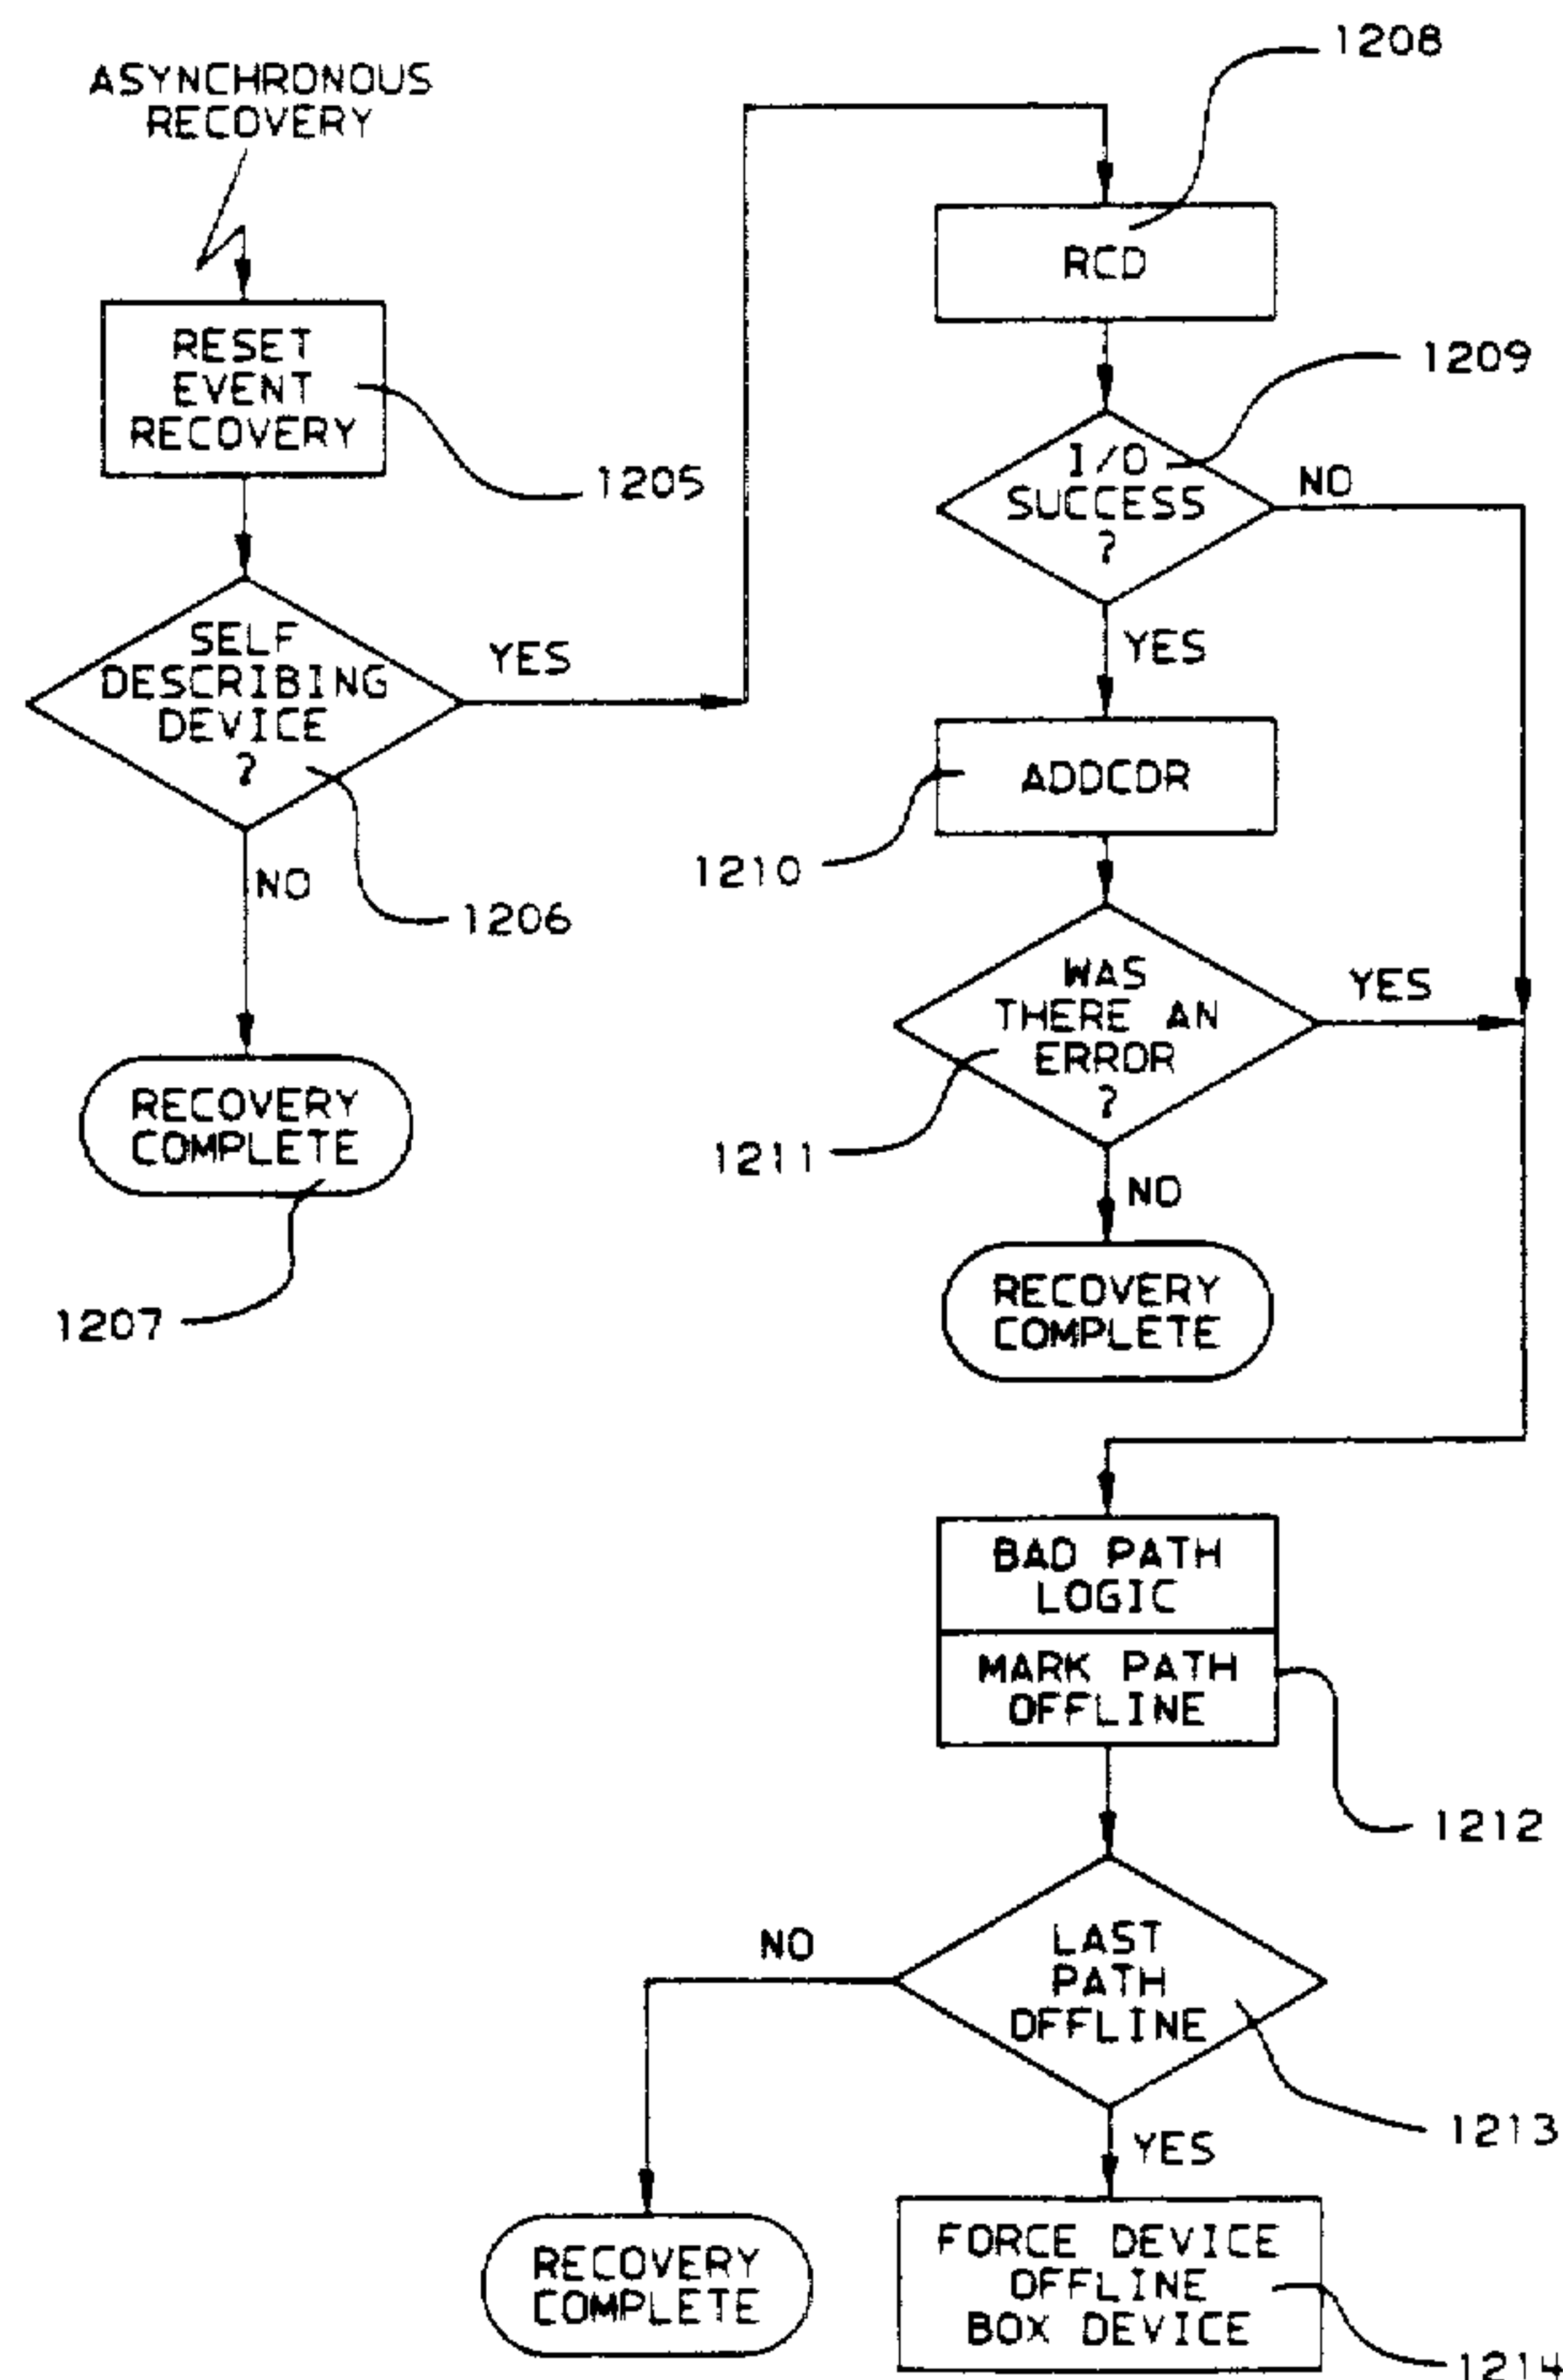 ASYNCHRONOUS
RECOVERY
RESET
EVENT
RECOVERY
1205
SELF
DESCRIBING
DEVICE
?
YES
NO
1206
RECOVERY
COMPLETE
1207
1208
RCD
1209
I/O
SUCCESS
?
NO
YES
ADDCDR
1210
WAS
THERE AN
ERROR
?
YES
1211
NO
RECOVERY
COMPLETE
BAD PATH
LOGIC
MARK PATH
OFFLINE
1212
LAST
PATH
OFFLINE
NO
1213
YES
RECOVERY
COMPLETE
FORCE DEVICE
OFFLINE
BOX DEVICE
1214